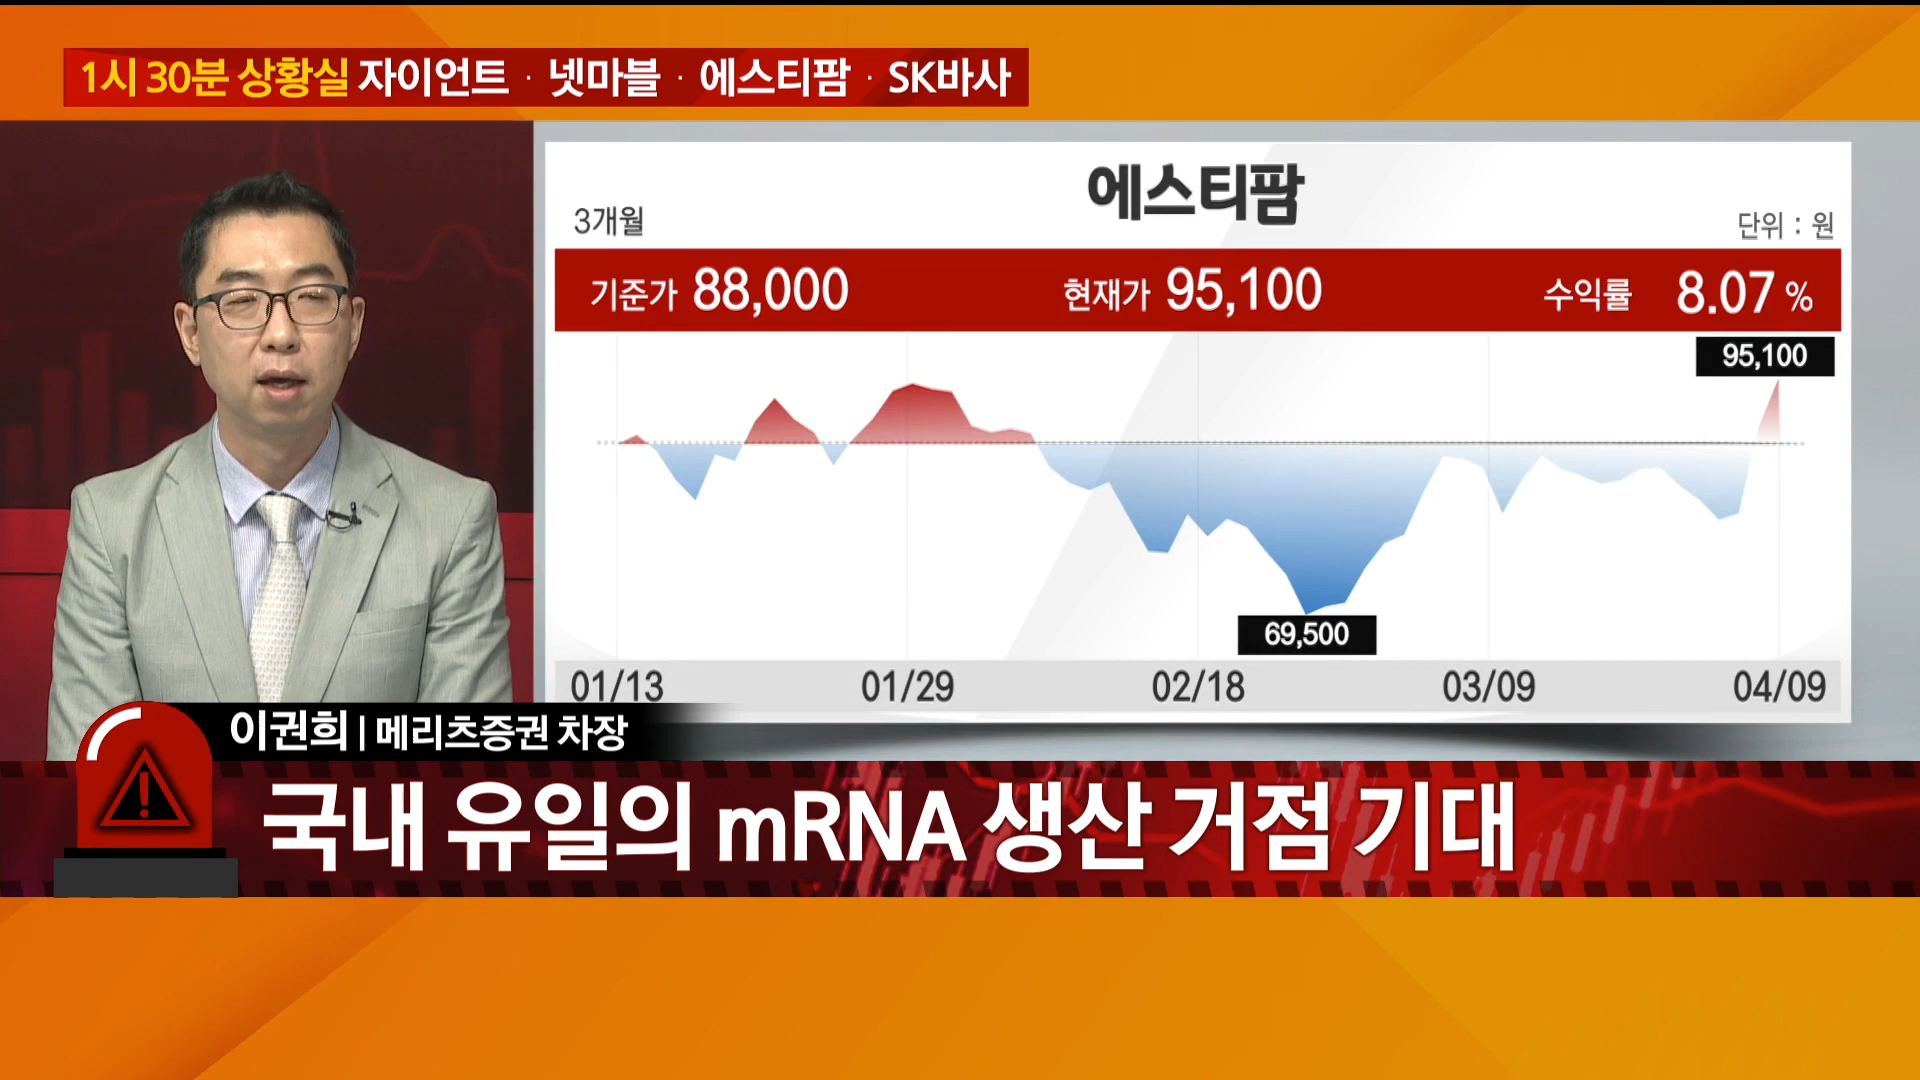 1시 30분 상황실 자이언트 · 넷마블 · 에스티팜 · SK바사
에스티팜
3개월
단위 : 원
기준가 88,000 현재가 95,100 수익률 8.07 %
95,100
69,500
01/13 01/29 02/18 03/09 04/09
이권희 | 메리츠증권 차장
국내 유일의 mRNA 생산 거점 기대